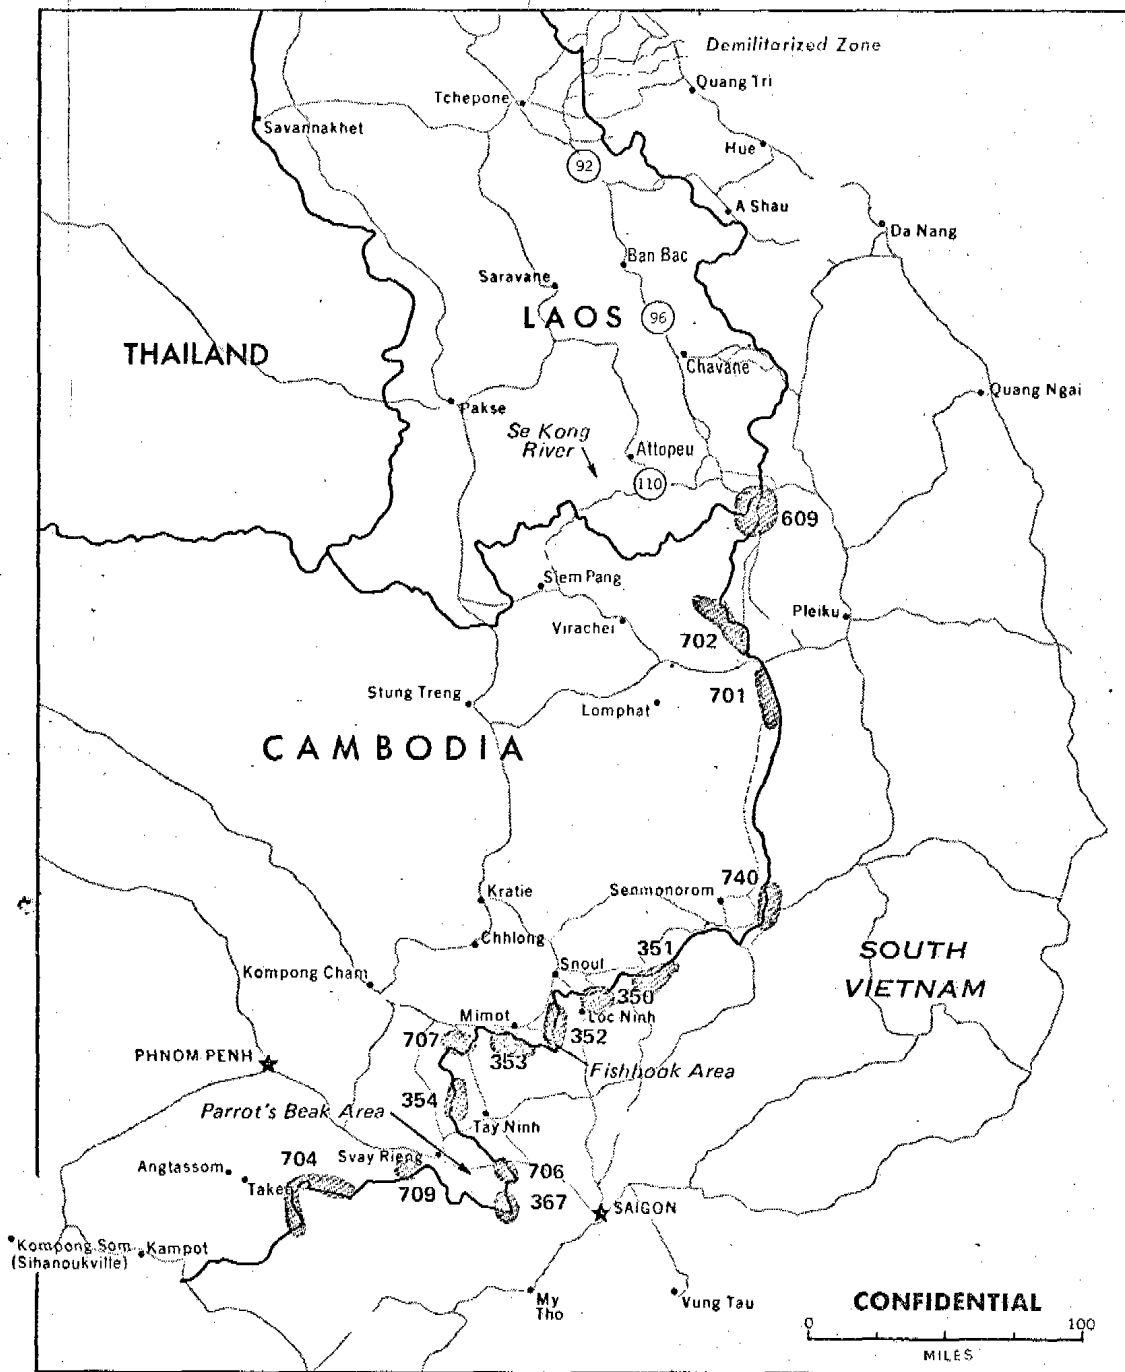 Demilitarized Zone
Quang Tri
Tchepone
Savannakhet
Hue
92
A Shau
Da Nang
Ban Bac
Saravane
LAOS
96
THAILAND
Chavane
Quang Ngai
Pakse
Se Kong
River
Attopeu
110
609
Siem Pang
Pleiku
Virachei
702
Stung Treng
701
Lomphat
CAMBODIA
740
Kratie
Senmonorom
Chhlong
351
SOUTH
VIETNAM
Kompong Cham
Snoul
350
Loc Ninh
Mimot
352
707
353
PHNOM PENH
Fishhook Area
354
Parrot's Beak Area
Tay Ninh
704
Svay Rieng
706
Angtassom
Takeo
709
367
SAIGON
Kompong Som
(Sihanoukville)
Kampot
My
Tho
Vung Tau
CONFIDENTIAL
0 100
MILES